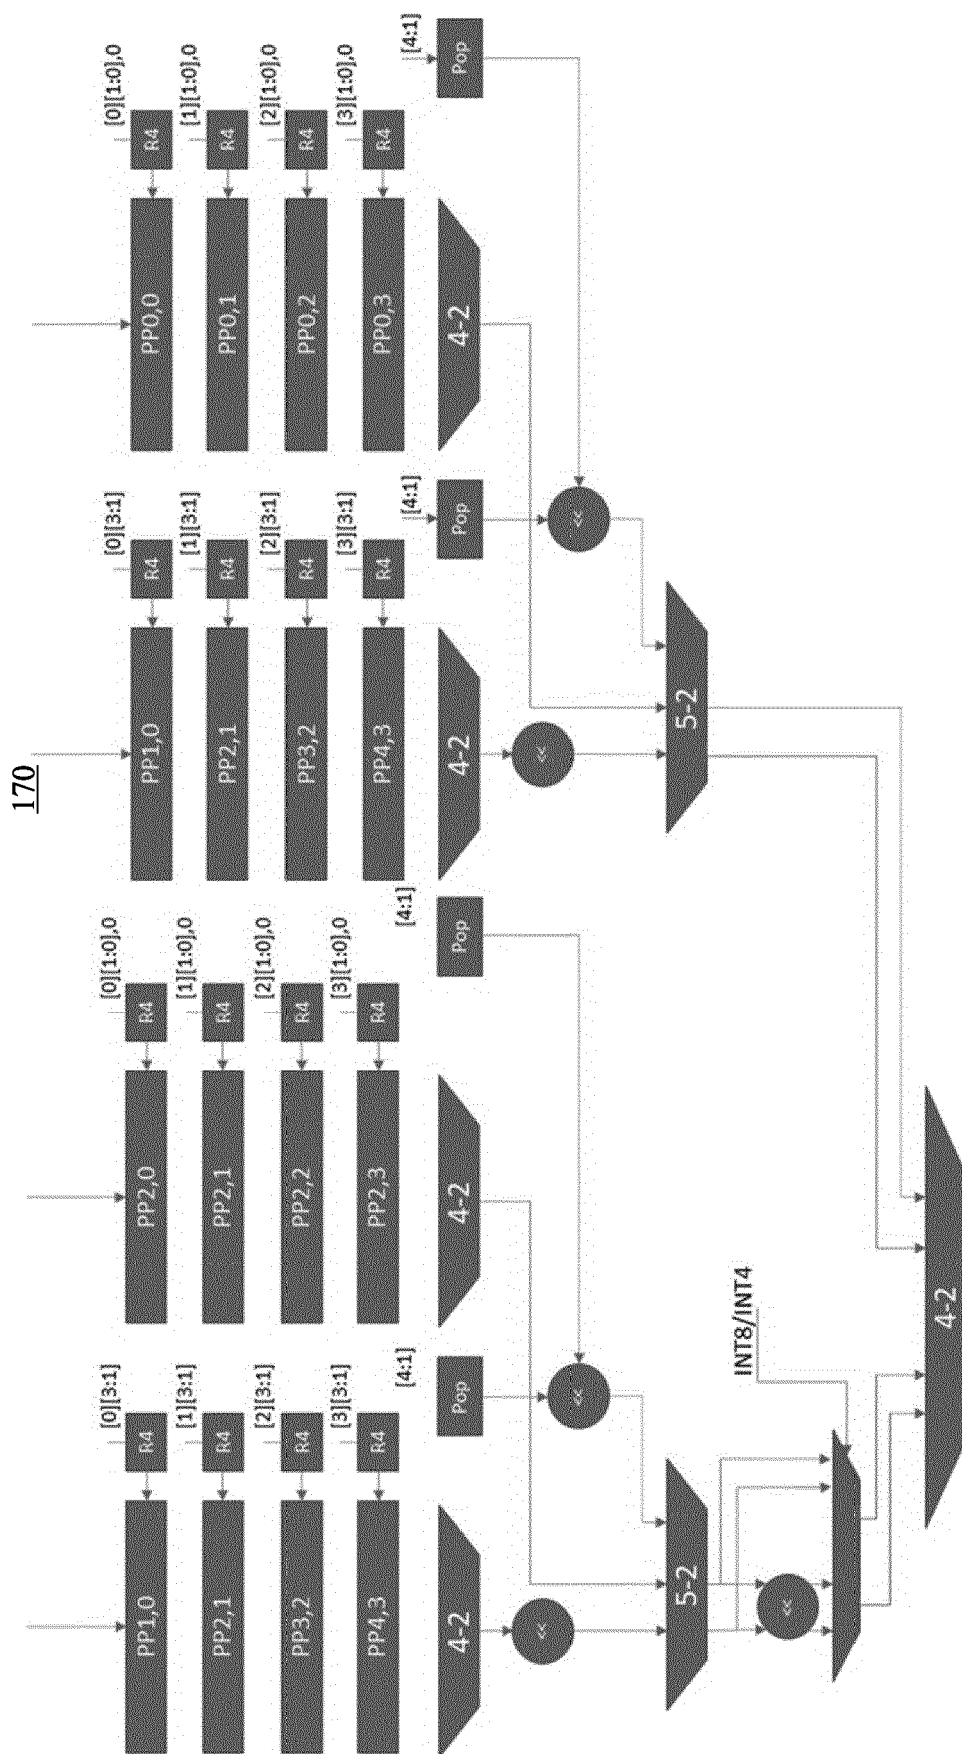 170
[0][3:1]
R4
PP1,0
[1][3:1]
R4
PP2,1
[2][3:1]
R4
PP3,2
[3][3:1]
R4
PP4,3
[4:1]
Pop
4-2
<<
[0][1:0],0
R4
PP2,0
[1][1:0],0
R4
PP2,1
[2][1:0],0
R4
PP2,2
[3][1:0],0
R4
PP2,3
[4:1]
Pop
4-2
<<
5-2
<<
INT8/INT4
[0][3:1]
R4
PP1,0
[1][3:1]
R4
PP2,1
[2][3:1]
R4
PP3,2
[3][3:1]
R4
PP4,3
[4:1]
Pop
4-2
<<
[0][1:0],0
R4
PP0,0
[1][1:0],0
R4
PP0,1
[2][1:0],0
R4
PP0,2
[3][1:0],0
R4
PP0,3
[4:1]
Pop
4-2
<<
5-2
4-2